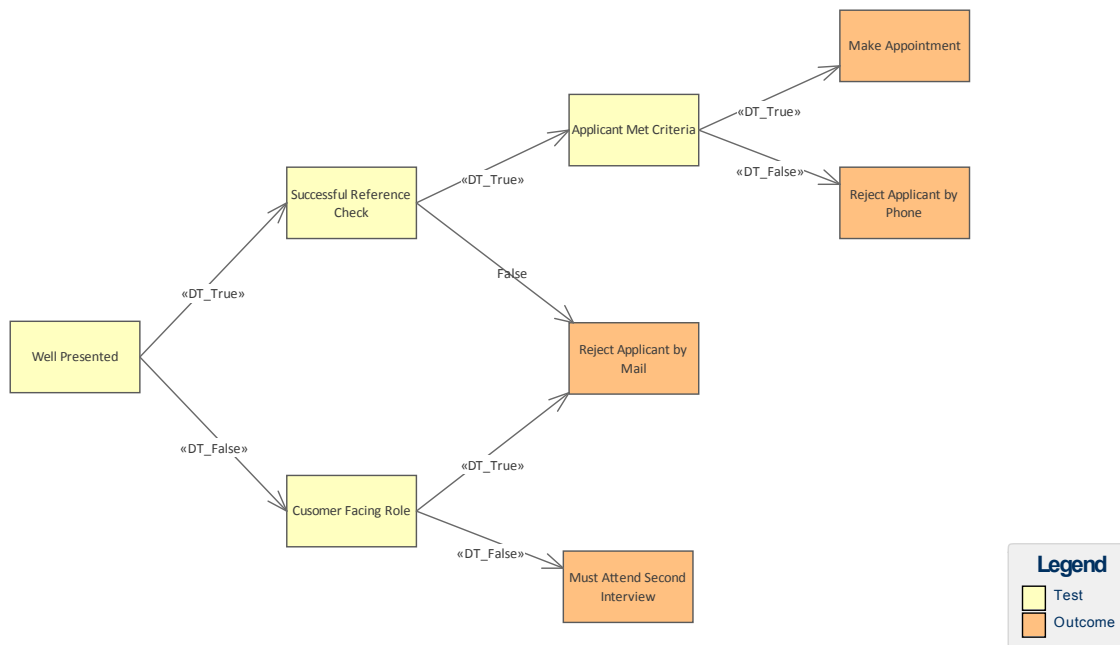 Make Appointment
«DT_True»
Applicant Met Criteria
«DT_False»
Reject Applicant by
Phone
Successful Reference
Check
«DT_True»
False
«DT_True»
Well Presented
Reject Applicant by
Mail
«DT_False»
«DT_True»
Cusomer Facing Role
«DT_False»
Must Attend Second
Interview
Legend
Test
Outcome